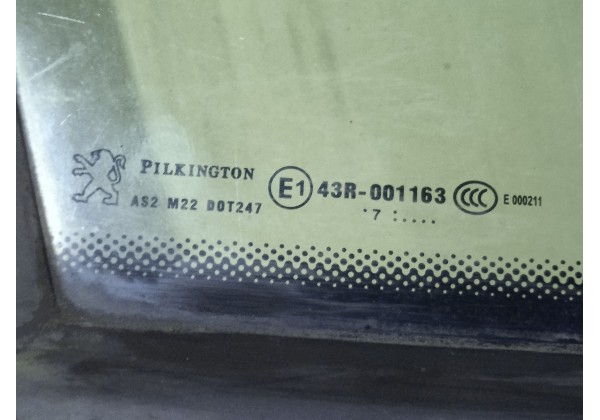 PILKINGTON
AS2 M22 DOT247
E1 43R-001163 CCC E 000211
. 7 : . . . .